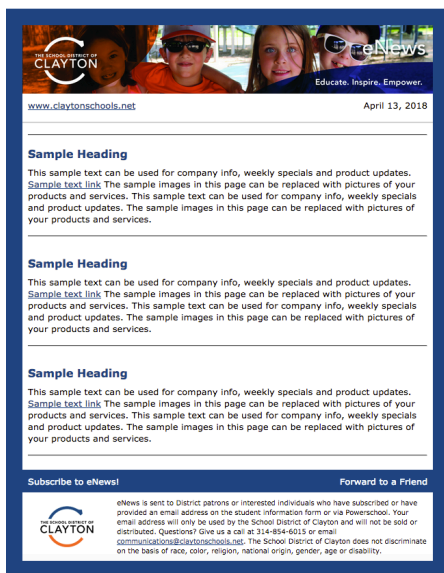 THE SCHOOL DISTRICT OF
CLAYTON
eNews
Educate. Inspire. Empower.
www.claytonschools.net April 13, 2018
Sample Heading
This sample text can be used for company info, weekly specials and product updates.
Sample text link The sample images in this page can be replaced with pictures of your
products and services. This sample text can be used for company info, weekly specials
and product updates. The sample images in this page can be replaced with pictures of
your products and services.
Sample Heading
This sample text can be used for company info, weekly specials and product updates.
Sample text link The sample images in this page can be replaced with pictures of your
products and services. This sample text can be used for company info, weekly specials
and product updates. The sample images in this page can be replaced with pictures of
your products and services.
Sample Heading
This sample text can be used for company info, weekly specials and product updates.
Sample text link The sample images in this page can be replaced with pictures of your
products and services. This sample text can be used for company info, weekly specials
and product updates. The sample images in this page can be replaced with pictures of
your products and services.
Subscribe to eNews! Forward to a Friend
THE SCHOOL DISTRICT OF
CLAYTON
eNews is sent to District patrons or interested individuals who have subscribed or have
provided an email address on the student information form or via Powerschool. Your
email address will only be used by the School District of Clayton and will not be sold or
distributed. Questions? Give us a call at 314-854-6015 or email
communications@claytonschools.net. The School District of Clayton does not discriminate
on the basis of race, color, religion, national origin, gender, age or disability.